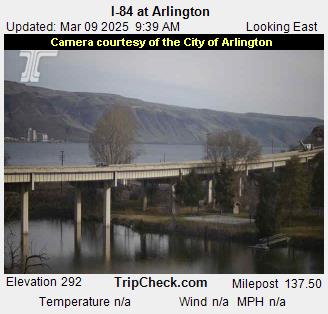 I-84 at Arlington
Updated: Mar 09 2025 9:39 AM Looking East
Camera courtesy of the City of Arlington
Elevation 292 TripCheck.com Milepost 137.50
Temperature n/a Wind n/a MPH n/a